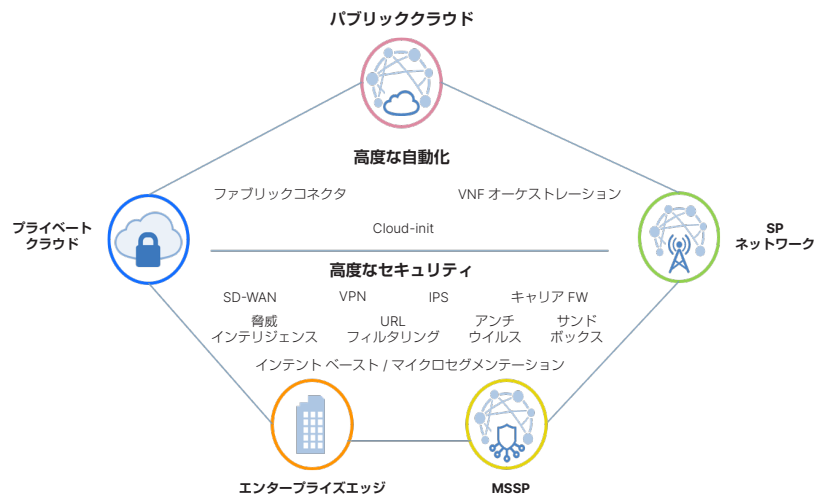 パブリッククラウド
高度な自動化
ファブリックコネクタ
VNF オーケストレーション
Cloud-init
プライベート
クラウド
SP
ネットワーク
高度なセキュリティ
SD-WAN
VPN
IPS
キャリア FW
脅威
インテリジェンス
URL
フィルタリング
アンチ
ウイルス
サンド
ボックス
インテント ベースト / マイクロセグメンテーション
エンタープライズエッジ
MSSP